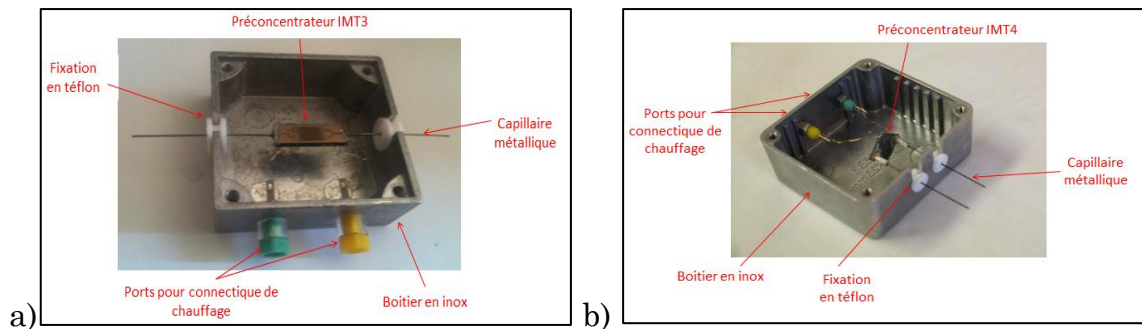 Préconcentrateur IMT3
Fixation
en téflon
Capillaire
métallique
Ports pour connectique de
chauffage
Boitier en inox
a)
Préconcentrateur IMT4
Ports pour
connectique de
chauffage
Capillaire
métallique
Boitier en inox
Fixation
en téflon
b)